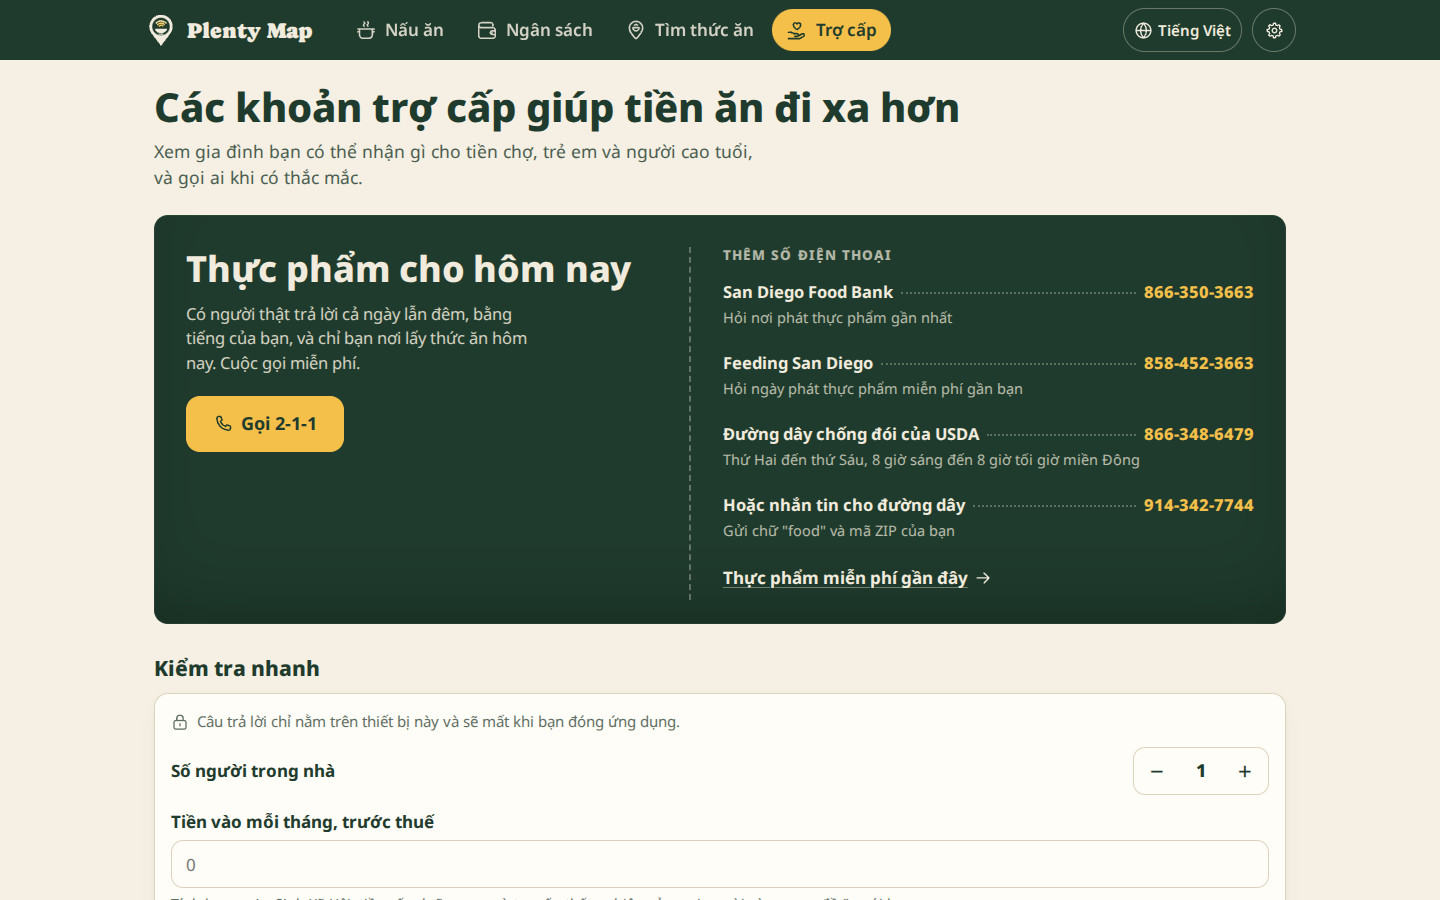 Plenty Map
Nấu ăn
Ngân sách
Tìm thức ăn
Trợ cấp
Tiếng Việt
Các khoản trợ cấp giúp tiền ăn đi xa hơn
Xem gia đình bạn có thể nhận gì cho tiền chợ, trẻ em và người cao tuổi,
và gọi ai khi có thắc mắc.
Thực phẩm cho hôm nay
Có người thật trả lời cả ngày lẫn đêm, bằng
tiếng của bạn, và chỉ bạn nơi lấy thức ăn hôm
nay. Cuộc gọi miễn phí.
Gọi 2-1-1
THÊM SỐ ĐIỆN THOẠI
San Diego Food Bank 866-350-3663
Hỏi nơi phát thực phẩm gần nhất
Feeding San Diego 858-452-3663
Hỏi ngày phát thực phẩm miễn phí gần bạn
Đường dây chống đói của USDA 866-348-6479
Thứ Hai đến thứ Sáu, 8 giờ sáng đến 8 giờ tối giờ miền Đông
Hoặc nhắn tin cho đường dây 914-342-7744
Gửi chữ "food" và mã ZIP của bạn
Thực phẩm miễn phí gần đây →
Kiểm tra nhanh
Câu trả lời chỉ nằm trên thiết bị này và sẽ mất khi bạn đóng ứng dụng.
Số người trong nhà
− 1 +
Tiền vào mỗi tháng, trước thuế
0